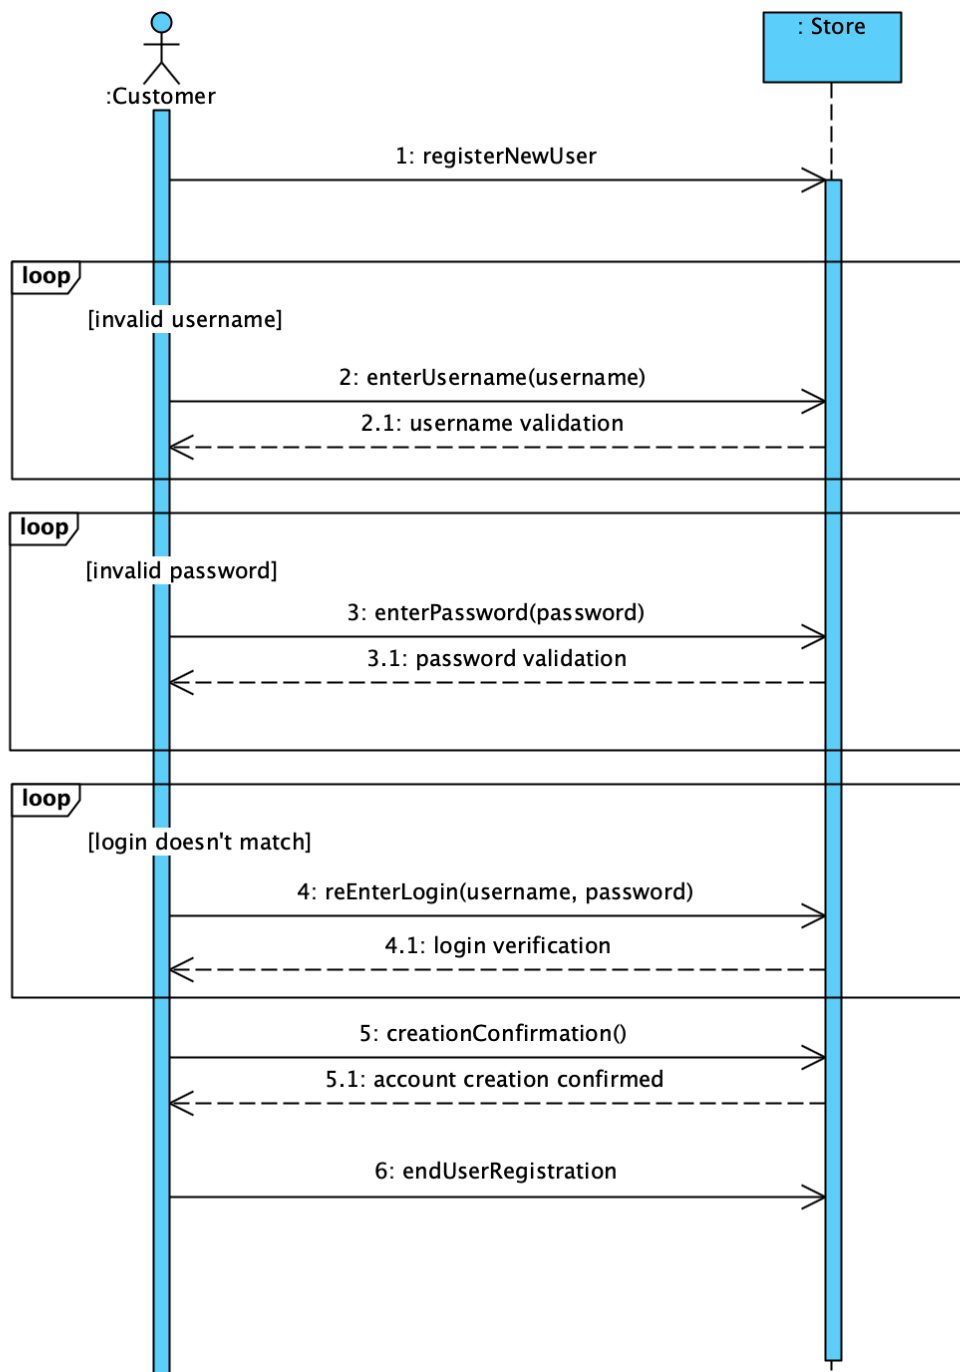 : Store
:Customer
1: registerNewUser
loop
[invalid username]
2: enterUsername(username)
2.1: username validation
loop
[invalid password]
3: enterPassword(password)
3.1: password validation
loop
[login doesn't match]
4: reEnterLogin(username, password)
4.1: login verification
5: creationConfirmation()
5.1: account creation confirmed
6: endUserRegistration